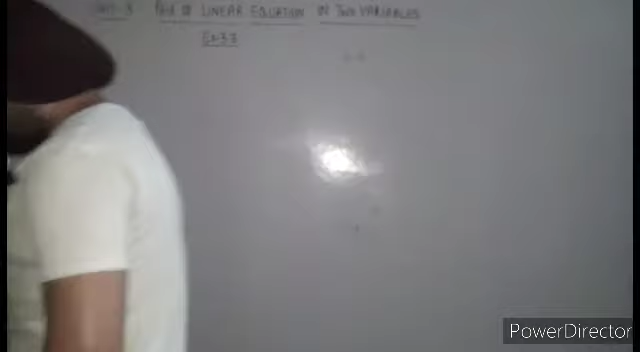 PAIR OF LINEAR EQUATION IN TWO VARIABLES
Ex 3.3
PowerDirector